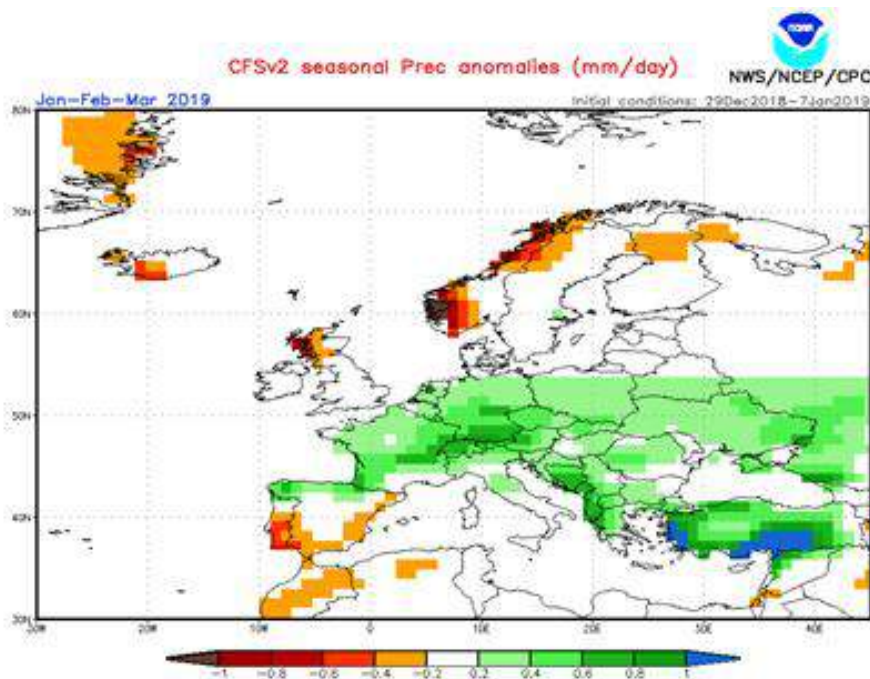 NOAA
CFSv2 seasonal Prec anomalies (mm/day)
NWS/NCEP/CPC
Jan-Feb-Mar 2019
Initial conditions: 29Dec2018-7Jan2019
80N
70N
60N
50N
40N
30N
30W 20W 10W 0 10E 20E 30E 40E
-1 -0.8 -0.6 -0.4 -0.2 0.2 0.4 0.6 0.8 1